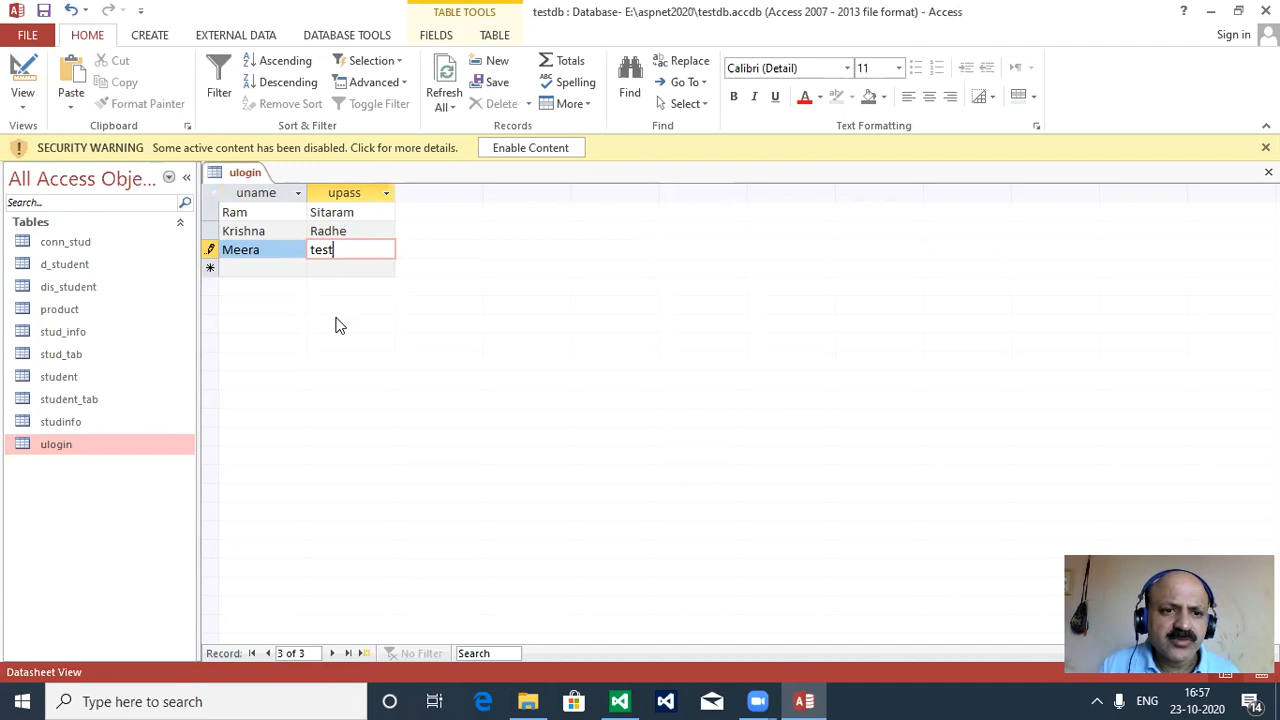 TABLE TOOLS
testdb : Database- E:\aspnet2020\testdb.accdb (Access 2007 - 2013 file format) - Access
?
FILE
HOME
CREATE
EXTERNAL DATA
DATABASE TOOLS
FIELDS
TABLE
Sign in
View
Paste
Cut
Copy
Format Painter
Filter
Ascending
Descending
Remove Sort
Selection
Advanced
Toggle Filter
Refresh
All
New
Save
Delete
Totals
Spelling
More
Find
Replace
Go To
Select
Calibri (Detail)
11
B I U A
Views
Clipboard
Sort & Filter
Records
Find
Text Formatting
SECURITY WARNING Some active content has been disabled. Click for more details.
Enable Content
All Access Obje...
Search...
Tables
conn_stud
d_student
dis_student
product
stud_info
stud_tab
student
student_tab
studinfo
ulogin
ulogin
uname upass
Ram Sitaram
Krishna Radhe
Meera test
Record: 3 of 3 No Filter Search
Datasheet View
Type here to search
ENG
16:57
23-10-2020
14